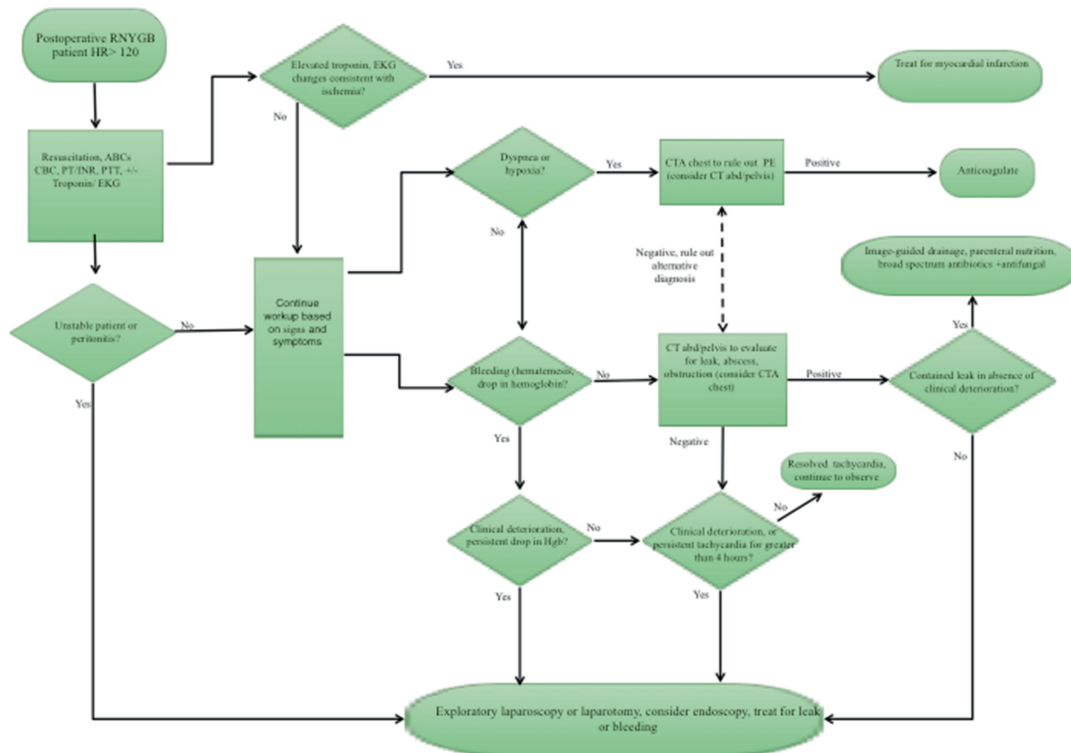 Postoperative RNYGB
patient HR> 120
Elevated troponin, EKG
changes consistent with
ischemia?
Yes
Treat for myocardial infarction
No
Resuscitation, ABCs
CBC, PT/INR, PTT, +/-
Troponin/ EKG
Dyspnea or
hypoxia?
Yes
CTA chest to rule out PE
(consider CT abd/pelvis)
Positive
Anticoagulate
No
Negative, rule out
alternative
diagnosis
Image-guided drainage, parenteral nutrition,
broad spectrum antibiotics +antifungal
Unstable patient or
peritonitis?
No
Continue
workup based
on signs and
symptoms
Yes
Bleeding (hematemesis,
drop in hemoglobin?
No
CT abd/pelvis to evaluate
for leak, abscess,
obstruction (consider CTA
chest)
Positive
Contained leak in absence of
clinical deterioration?
Yes
Yes
Negative
No
Resolved tachycardia,
continue to observe
Clinical deterioration,
persistent drop in Hgb?
No
Clinical deterioration, or
persistent tachycardia for greater
than 4 hours?
No
Yes
Yes
Exploratory laparoscopy or laparotomy, consider endoscopy, treat for leak
or bleeding